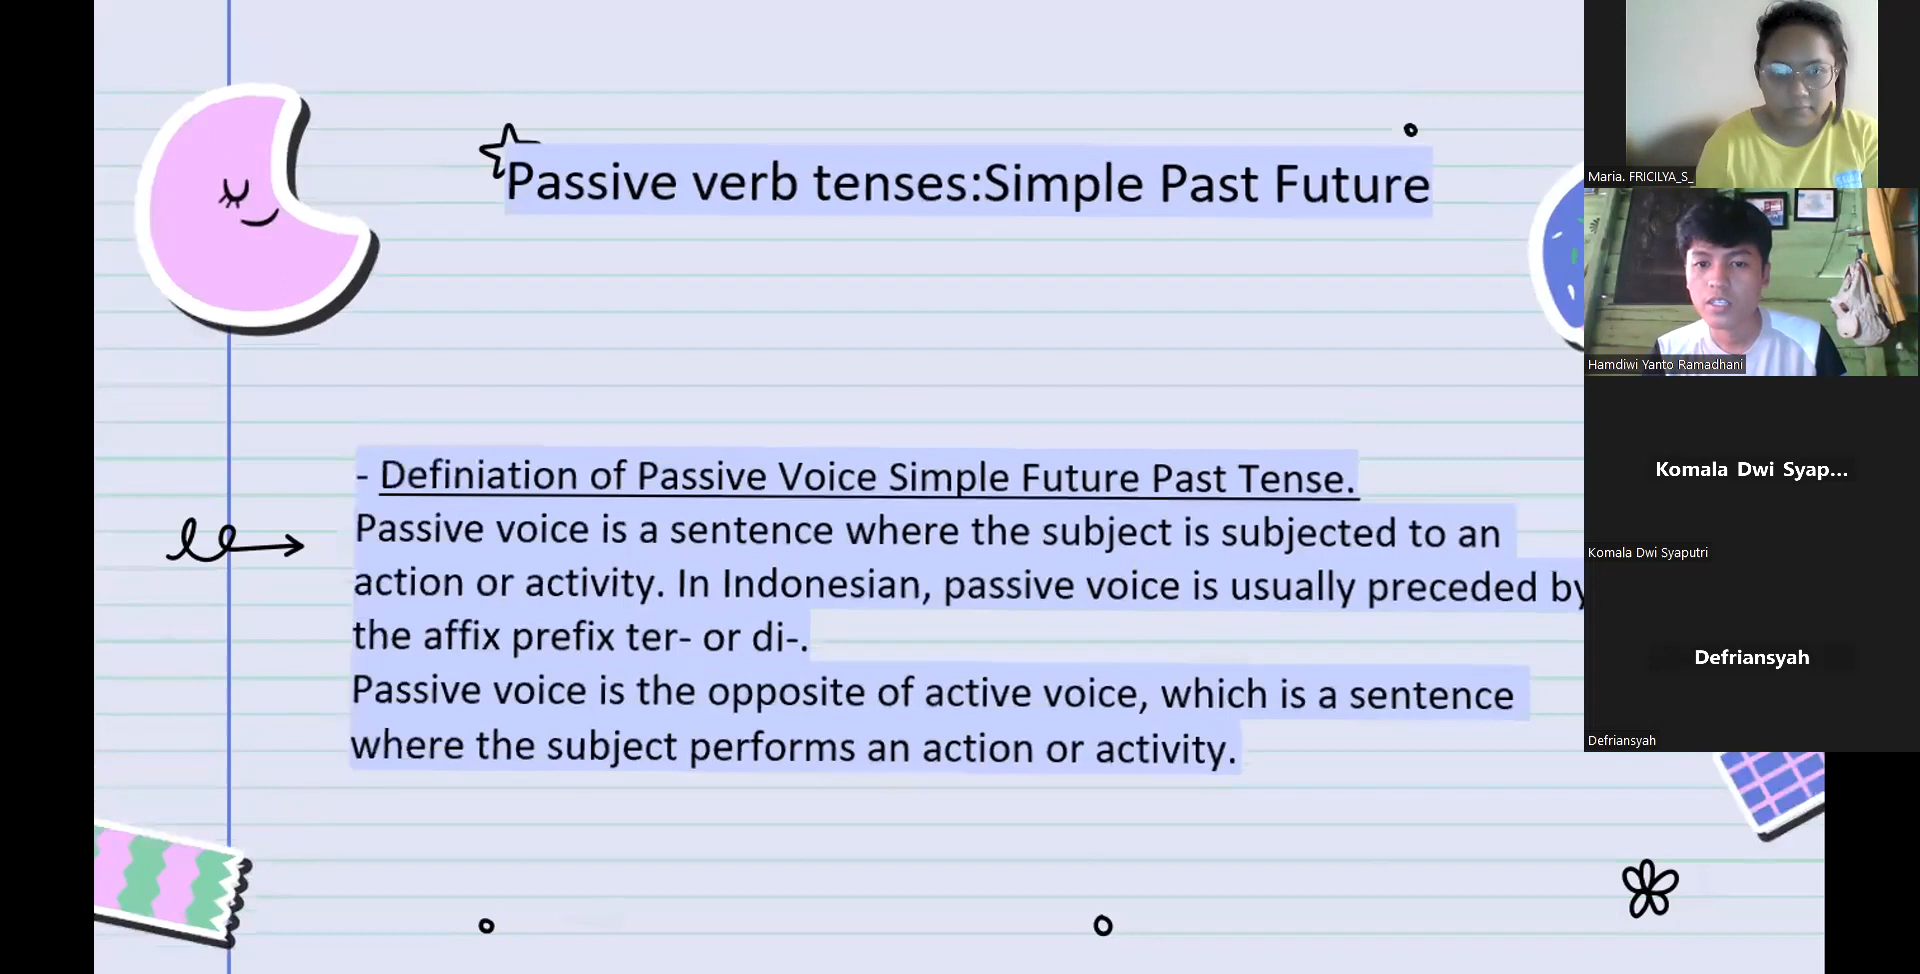 Passive verb tenses:Simple Past Future
- Definiation of Passive Voice Simple Future Past Tense.
Passive voice is a sentence where the subject is subjected to an
action or activity. In Indonesian, passive voice is usually preceded by
the affix prefix ter- or di-.
Passive voice is the opposite of active voice, which is a sentence
where the subject performs an action or activity.
Maria. FRICILYA_S_
Hamdiwi Yanto Ramadhani
Komala Dwi Syap...
Komala Dwi Syaputri
Defriansyah
Defriansyah